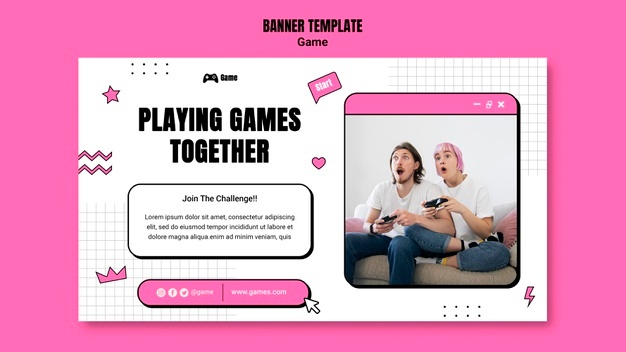 BANNER TEMPLATE
Game
Game
Start
PLAYING GAMES
TOGETHER
Join The Challenge!!
Lorem ipsum dolor sit amet, consectetur adipiscing
elit, sed do eiusmod tempor incididunt ut labore et
dolore magna aliqua.enim ad minim veniam, quis
@game
www.games.com